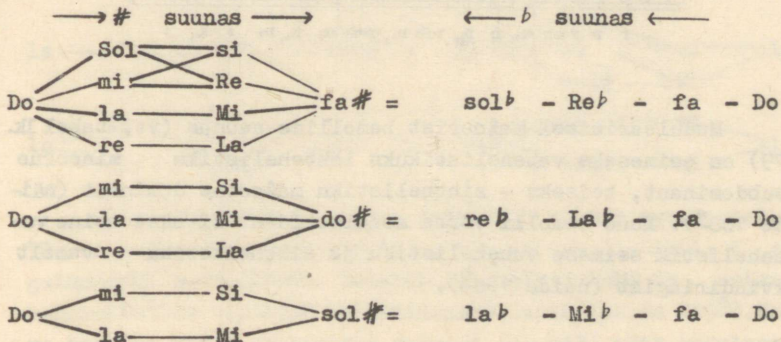 → # suunas → ← ♭ suunas ←
Sol si
mi Re
Do fa# = sol♭ - Re♭ - fa - Do
la Mi
re La
mi Si
Do la Mi do# = re♭ - La♭ - fa - Do
re La
mi Si
Do sol# = la♭ - Mi♭ - fa - Do
la Mi